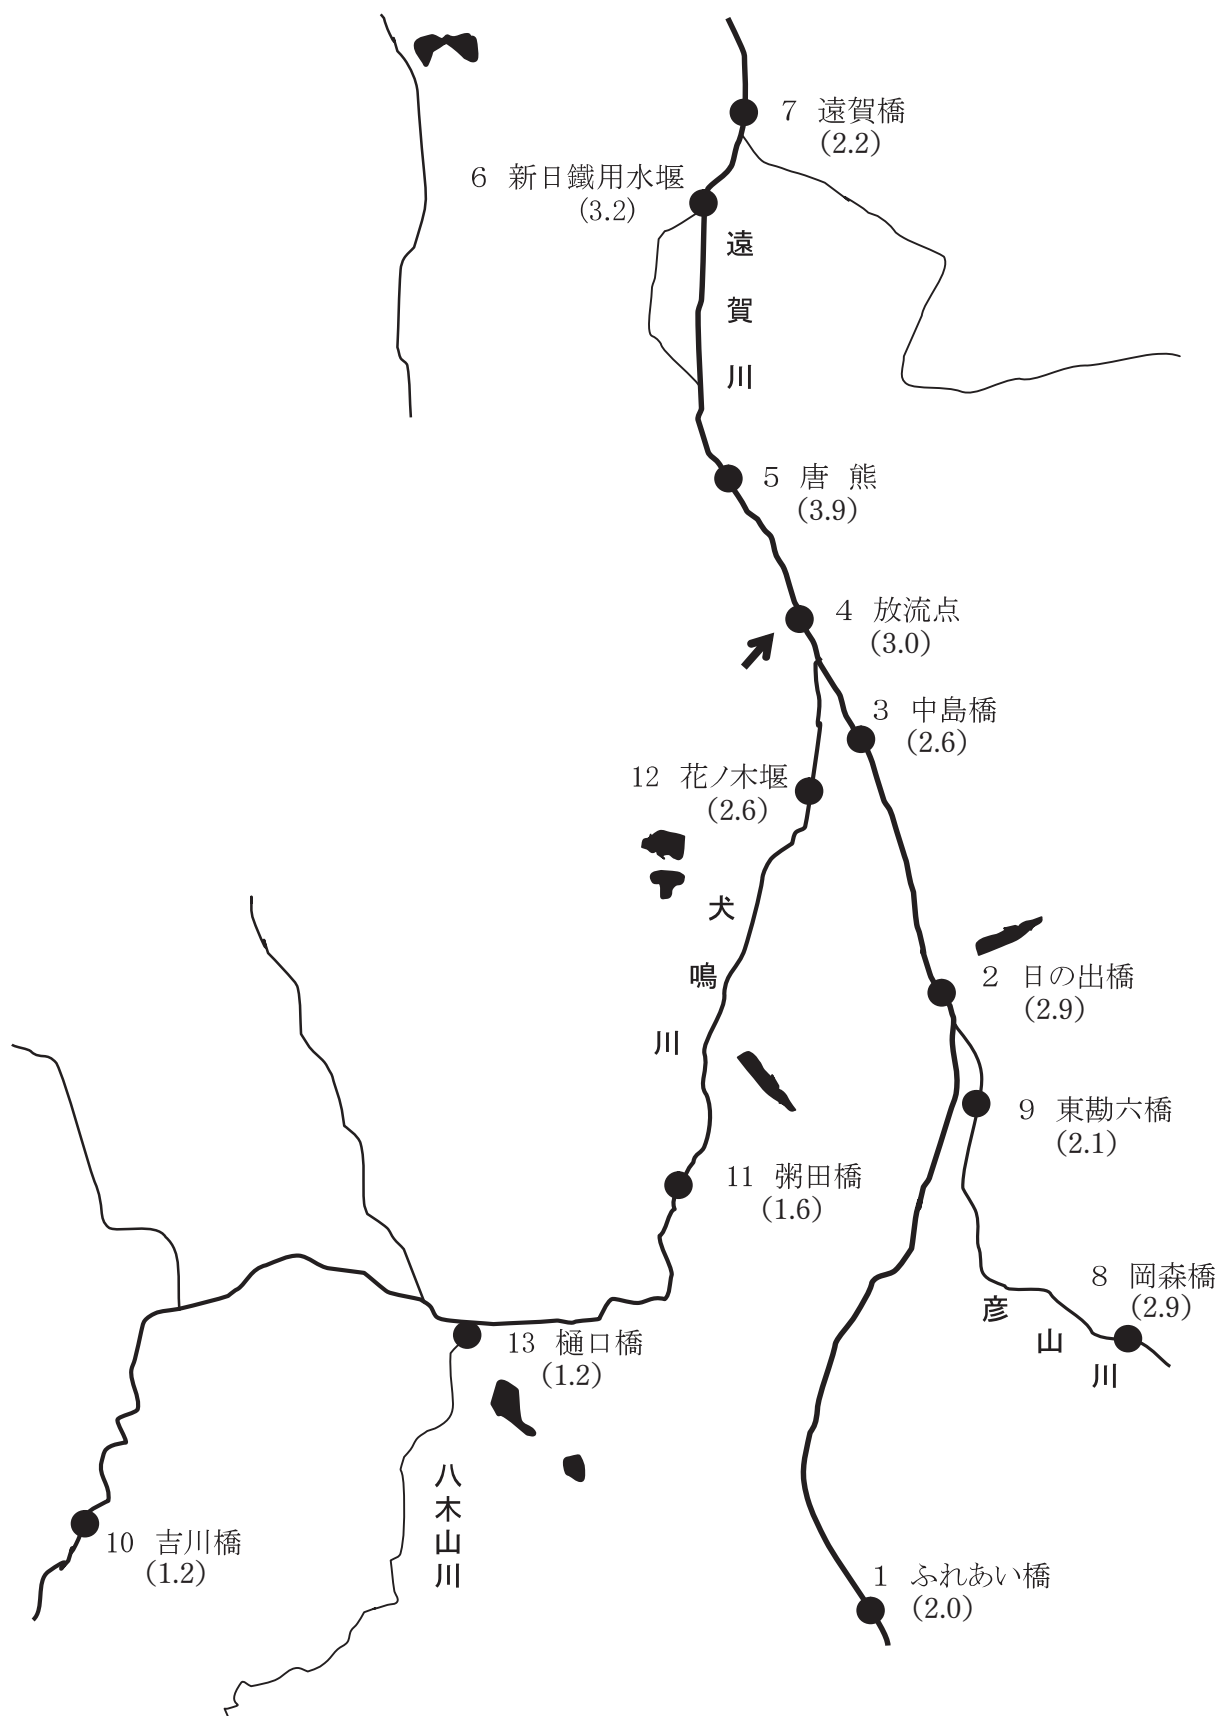 7 遠賀橋
(2.2)
6 新日鐵用水堰
(3.2)
遠賀川
5 唐 熊
(3.9)
4 放流点
(3.0)
3 中島橋
(2.6)
12 花ノ木堰
(2.6)
犬鳴川
2 日の出橋
(2.9)
9 東勘六橋
(2.1)
11 粥田橋
(1.6)
8 岡森橋
(2.9)
彦山川
13 樋口橋
(1.2)
八木山川
10 吉川橋
(1.2)
1 ふれあい橋
(2.0)